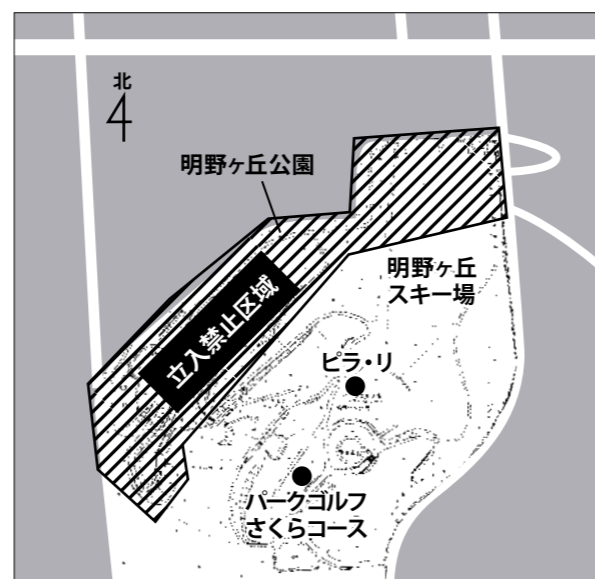 北
明野ヶ丘公園
立入禁止区域
明野ヶ丘
スキー場
ピラ・リ
パークゴルフ
さくらコース